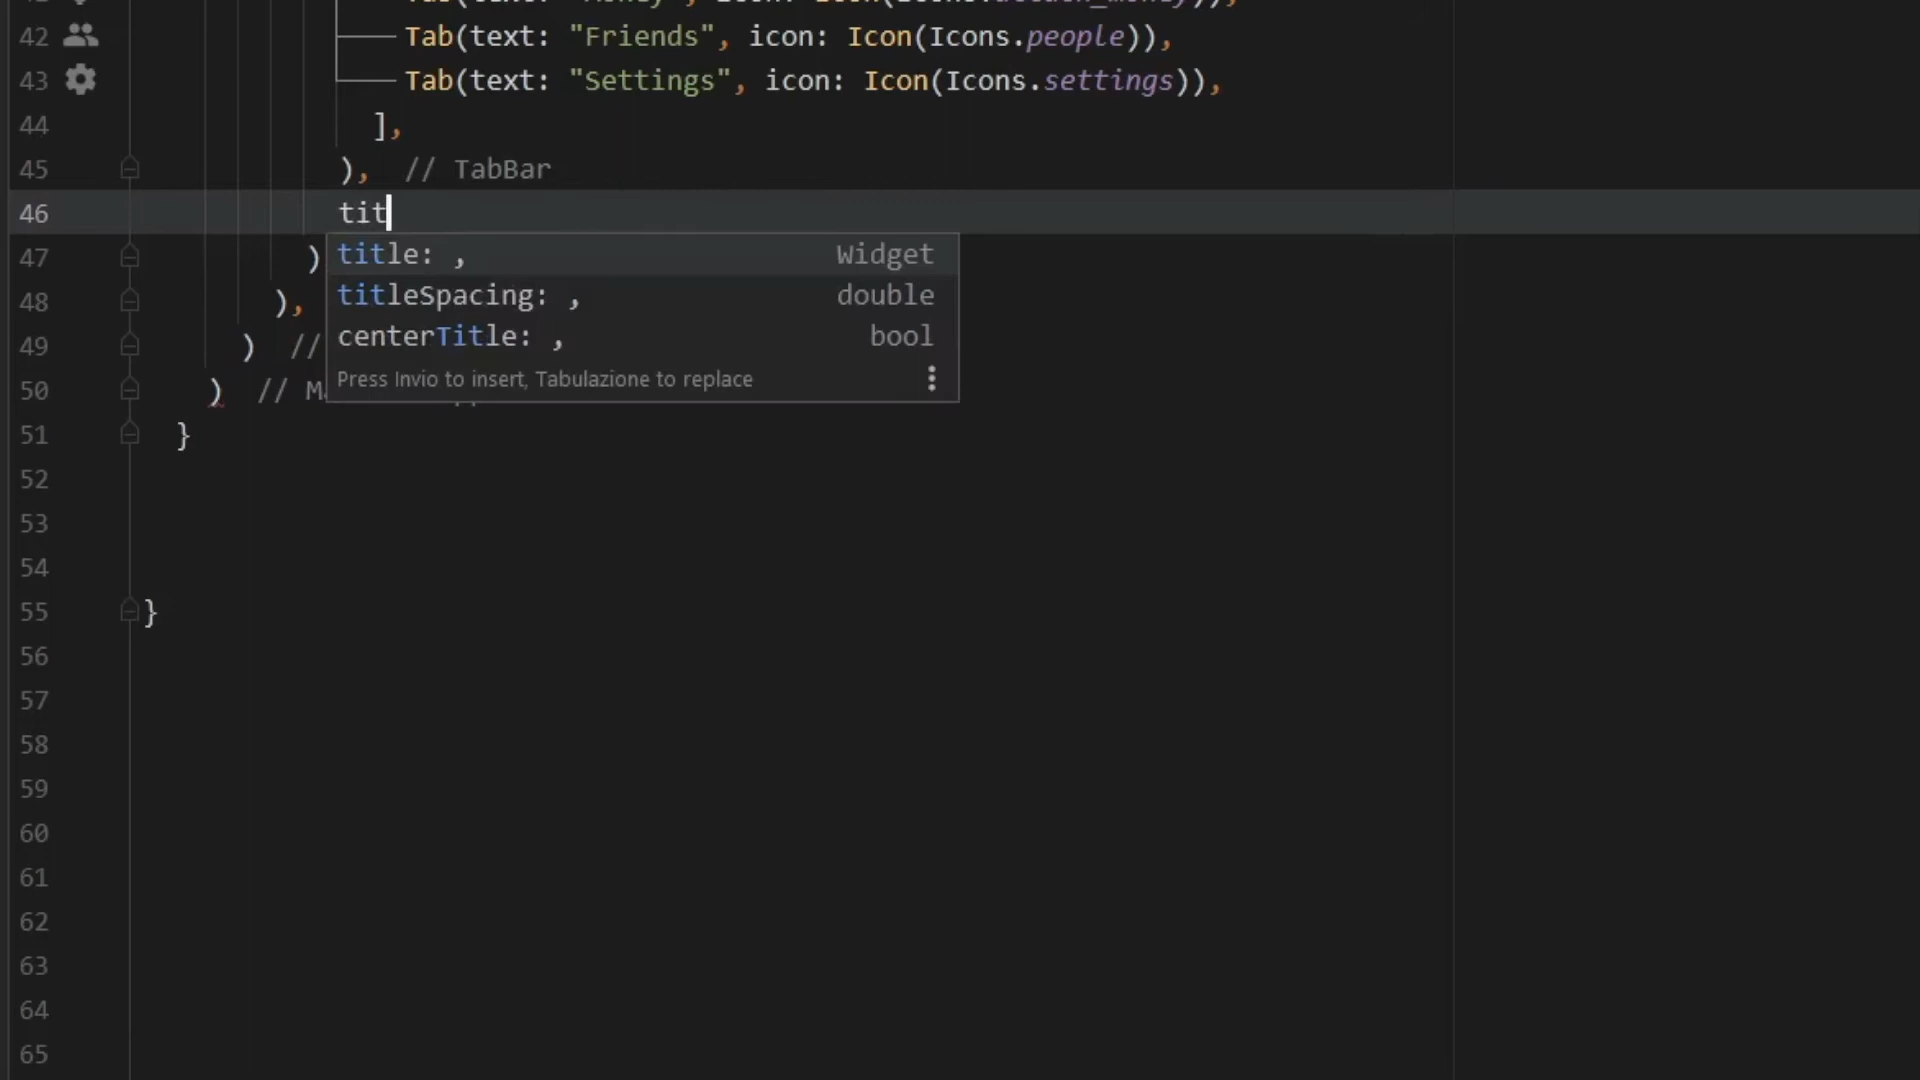 42 Tab(text: "Friends", icon: Icon(Icons.people)),
43 Tab(text: "Settings", icon: Icon(Icons.settings)),
44 ],
45 ), // TabBar
46 tit
47 )
title: , Widget
48 ),
titleSpacing: , double
49 ) //
centerTitle: , bool
Press Invio to insert, Tabulazione to replace
50 ) //
51 }
52
53
54
55 }
56
57
58
59
60
61
62
63
64
65